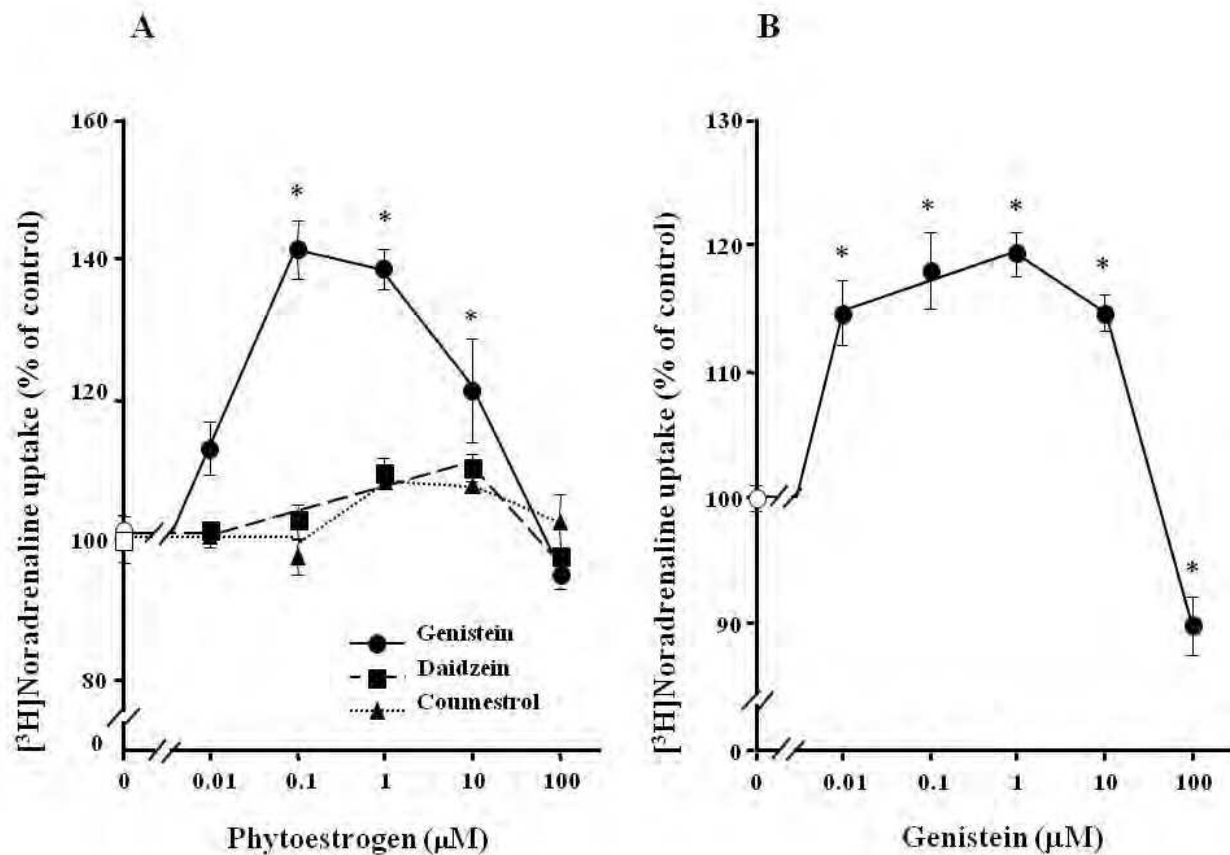 A
B
[³H]Noradrenaline uptake (% of control)
160
140
120
100
80
0
*
*
*
Genistein
Daidzein
Coumestrol
0 0.01 0.1 1 10 100
Phytoestrogen (μM)
[³H]Noradrenaline uptake (% of control)
130
120
110
100
90
0
*
*
*
*
*
0 0.01 0.1 1 10 100
Genistein (μM)